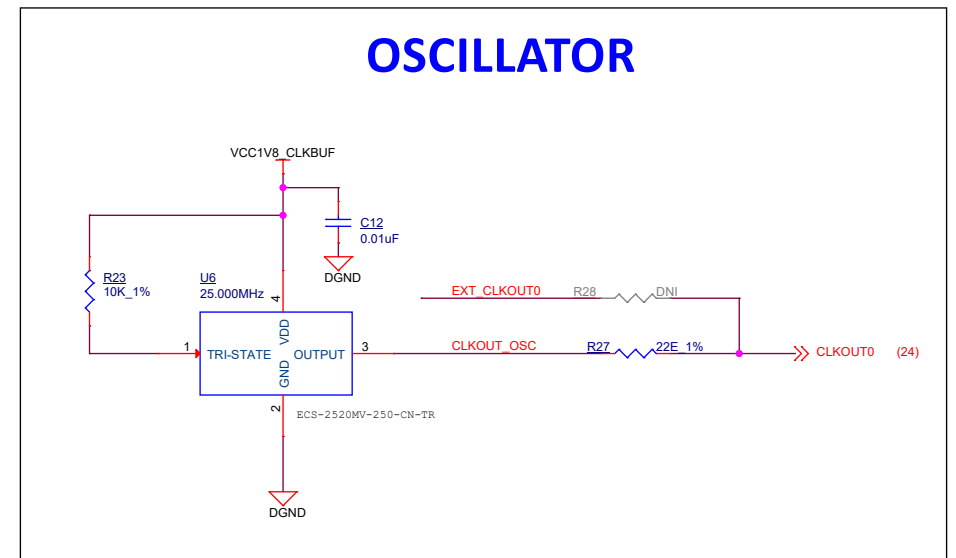 OSCILLATOR
VCC1V8_CLKBUF
C12
0.01uF
DGND
R23
10K_1%
U6
25.000MHz
4
EXT_CLKOUT0 R28 DNI
1 TRI-STATE VDD GND OUTPUT 3
CLKOUT_OSC R27 22E_1%
CLKOUT0 (24)
2
ECS-2520MV-250-CN-TR
DGND